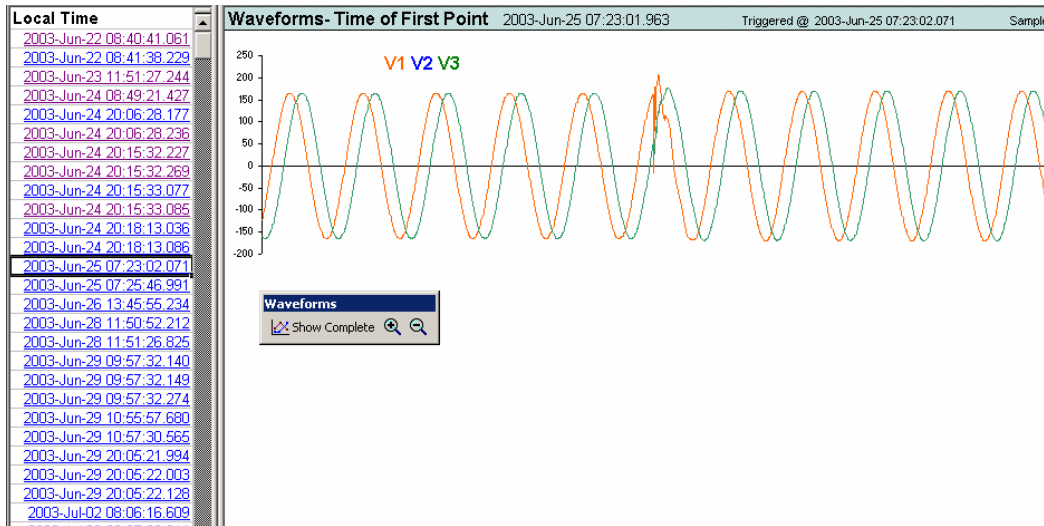 Local Time
2003-Jun-22 08:40:41.061
2003-Jun-22 08:41:38.229
2003-Jun-23 11:51:27.244
2003-Jun-24 08:49:21.427
2003-Jun-24 20:06:28.177
2003-Jun-24 20:06:28.236
2003-Jun-24 20:15:32.227
2003-Jun-24 20:15:32.269
2003-Jun-24 20:15:33.077
2003-Jun-24 20:15:33.085
2003-Jun-24 20:18:13.036
2003-Jun-24 20:18:13.086
2003-Jun-25 07:23:02.071
2003-Jun-25 07:25:46.991
2003-Jun-26 13:45:55.234
2003-Jun-28 11:50:52.212
2003-Jun-28 11:51:26.825
2003-Jun-29 09:57:32.140
2003-Jun-29 09:57:32.149
2003-Jun-29 09:57:32.274
2003-Jun-29 10:55:57.680
2003-Jun-29 10:57:30.565
2003-Jun-29 20:05:21.994
2003-Jun-29 20:05:22.003
2003-Jun-29 20:05:22.128
2003-Jul-02 08:06:16.609
Waveforms- Time of First Point 2003-Jun-25 07:23:01.963 Triggered @ 2003-Jun-25 07:23:02.071 Sample
V1 V2 V3
250
200
150
100
50
0
-50
-100
-150
-200
Waveforms
Show Complete